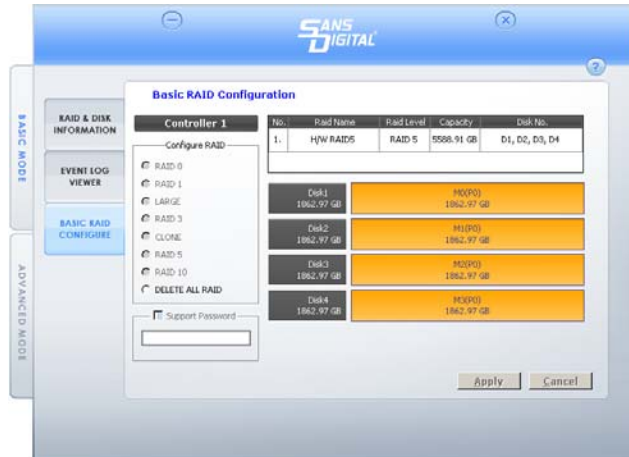 SANS
DIGITAL
?
BASIC MODE
ADVANCED MODE
RAID & DISK
INFORMATION
EVENT LOG
VIEWER
BASIC RAID
CONFIGURE
Basic RAID Configuration
Controller 1
Configure RAID
RAID 0
RAID 1
LARGE
RAID 3
CLONE
RAID 5
RAID 10
DELETE ALL RAID
Support Password
No. Raid Name Raid Level Capacity Disk No.
1. H/W RAID5 RAID 5 5588.91 GB D1, D2, D3, D4
Disk1 M0(P0)
1862.97 GB 1862.97 GB
Disk2 M1(P0)
1862.97 GB 1862.97 GB
Disk3 M2(P0)
1862.97 GB 1862.97 GB
Disk4 M3(P0)
1862.97 GB 1862.97 GB
Apply Cancel